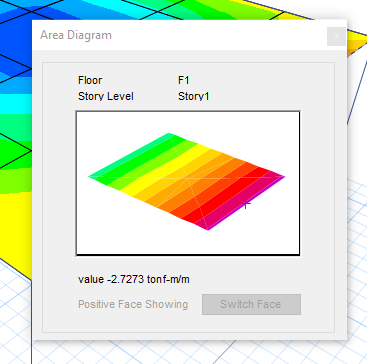 Area Diagram
Floor F1
Story Level Story1
value -2.7273 tonf-m/m
Positive Face Showing Switch Face